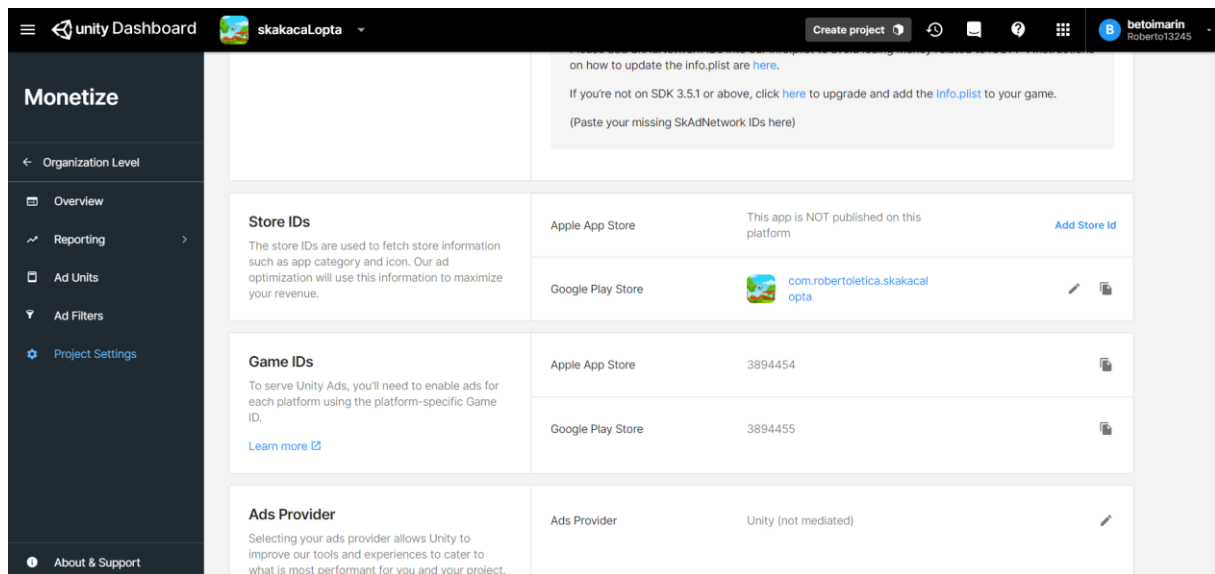 unity Dashboard
skakacaLopta
Create project
B
betoimarin
Roberto13245
Monetize
Organization Level
Overview
Reporting
Ad Units
Ad Filters
Project Settings
About & Support
on how to update the info.plist are here.
If you're not on SDK 3.5.1 or above, click here to upgrade and add the Info.plist to your game.
(Paste your missing SkAdNetwork IDs here)
Store IDs
The store IDs are used to fetch store information
such as app category and icon. Our ad
optimization will use this information to maximize
your revenue.
Apple App Store
This app is NOT published on this
platform
Add Store Id
Google Play Store
com.robertoletica.skakacal
opta
Game IDs
To serve Unity Ads, you'll need to enable ads for
each platform using the platform-specific Game
ID.
Learn more
Apple App Store
3894454
Google Play Store
3894455
Ads Provider
Selecting your ads provider allows Unity to
improve our tools and experiences to cater to
what is most performant for you and your project.
Ads Provider
Unity (not mediated)